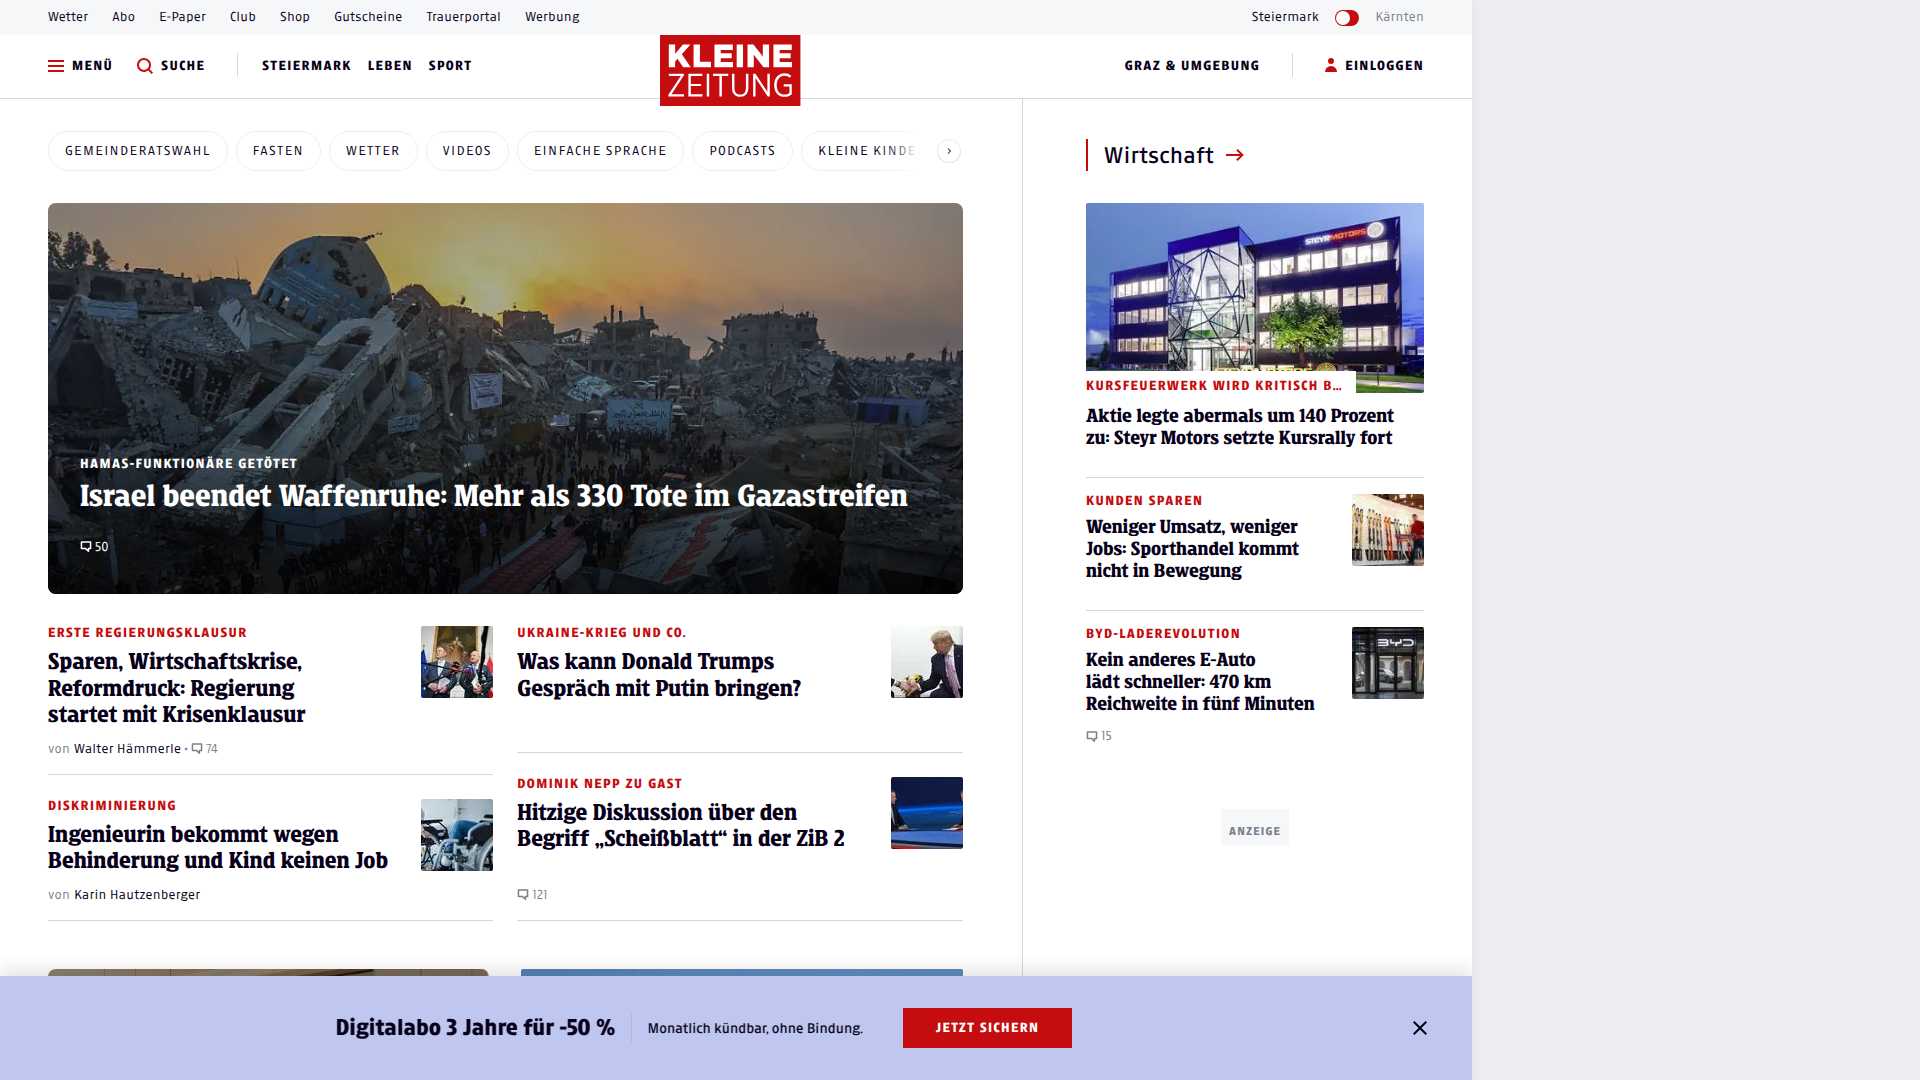 Wetter Abo E-Paper Club Shop Gutscheine Trauerportal Werbung Steiermark Kärnten
MENÜ SUCHE STEIERMARK LEBEN SPORT KLEINE ZEITUNG GRAZ & UMGEBUNG EINLOGGEN
GEMEINDERATSWAHL FASTEN WETTER VIDEOS EINFACHE SPRACHE PODCASTS KLEINE KINDE
HAMAS-FUNKTIONÄRE GETÖTET
Israel beendet Waffenruhe: Mehr als 330 Tote im Gazastreifen
50
ERSTE REGIERUNGSKLAUSUR
Sparen, Wirtschaftskrise,
Reformdruck: Regierung
startet mit Krisenklausur
von Walter Hämmerle • 74
UKRAINE-KRIEG UND CO.
Was kann Donald Trumps
Gespräch mit Putin bringen?
DISKRIMINIERUNG
Ingenieurin bekommt wegen
Behinderung und Kind keinen Job
von Karin Hautzenberger
DOMINIK NEPP ZU GAST
Hitzige Diskussion über den
Begriff „Scheißblatt“ in der ZiB 2
121
Wirtschaft
STEYR MOTORS
KURSFEUERWERK WIRD KRITISCH B…
Aktie legte abermals um 140 Prozent
zu: Steyr Motors setzte Kursrally fort
KUNDEN SPAREN
Weniger Umsatz, weniger
Jobs: Sporthandel kommt
nicht in Bewegung
BYD-LADEREVOLUTION
Kein anderes E-Auto
lädt schneller: 470 km
Reichweite in fünf Minuten
BYD
15
ANZEIGE
Digitalabo 3 Jahre für -50 % Monatlich kündbar, ohne Bindung. JETZT SICHERN